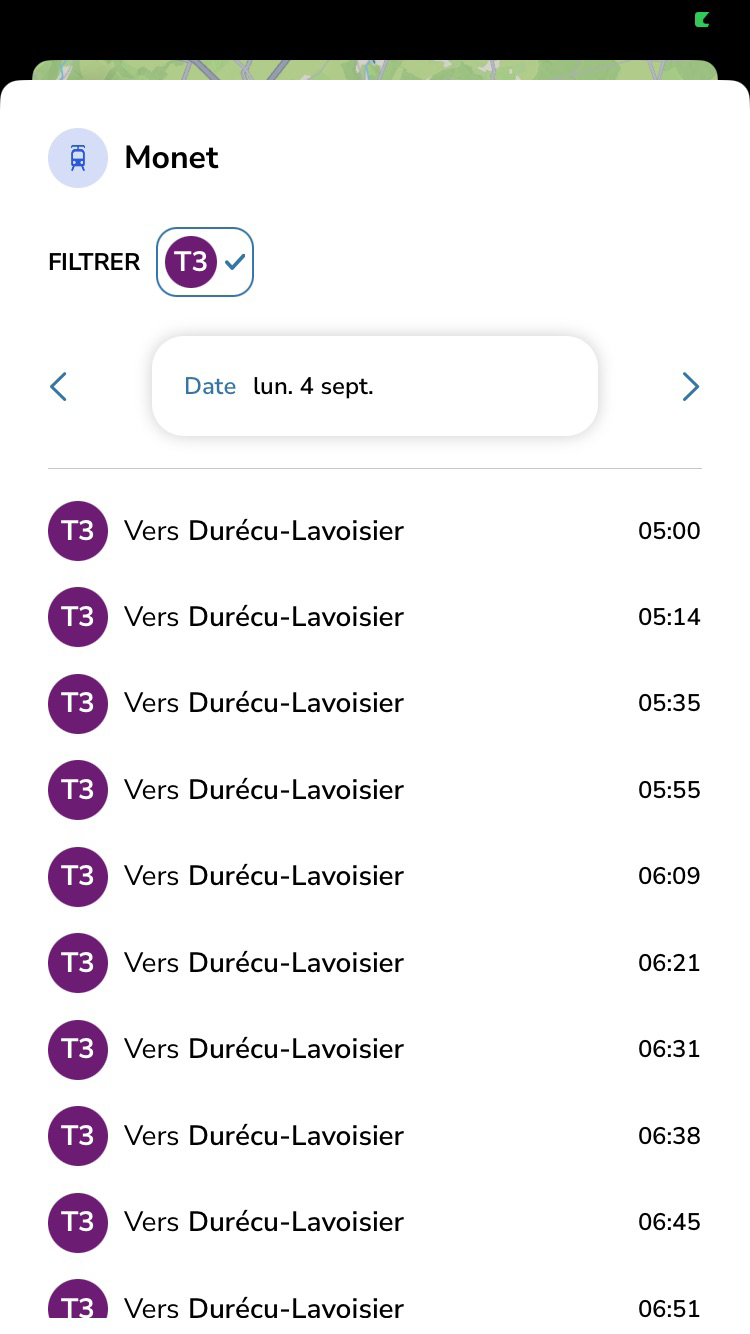 Monet
FILTRER T3
Date lun. 4 sept.
T3 Vers Durécu-Lavoisier 05:00
T3 Vers Durécu-Lavoisier 05:14
T3 Vers Durécu-Lavoisier 05:35
T3 Vers Durécu-Lavoisier 05:55
T3 Vers Durécu-Lavoisier 06:09
T3 Vers Durécu-Lavoisier 06:21
T3 Vers Durécu-Lavoisier 06:31
T3 Vers Durécu-Lavoisier 06:38
T3 Vers Durécu-Lavoisier 06:45
T3 Vers Durécu-Lavoisier 06:51